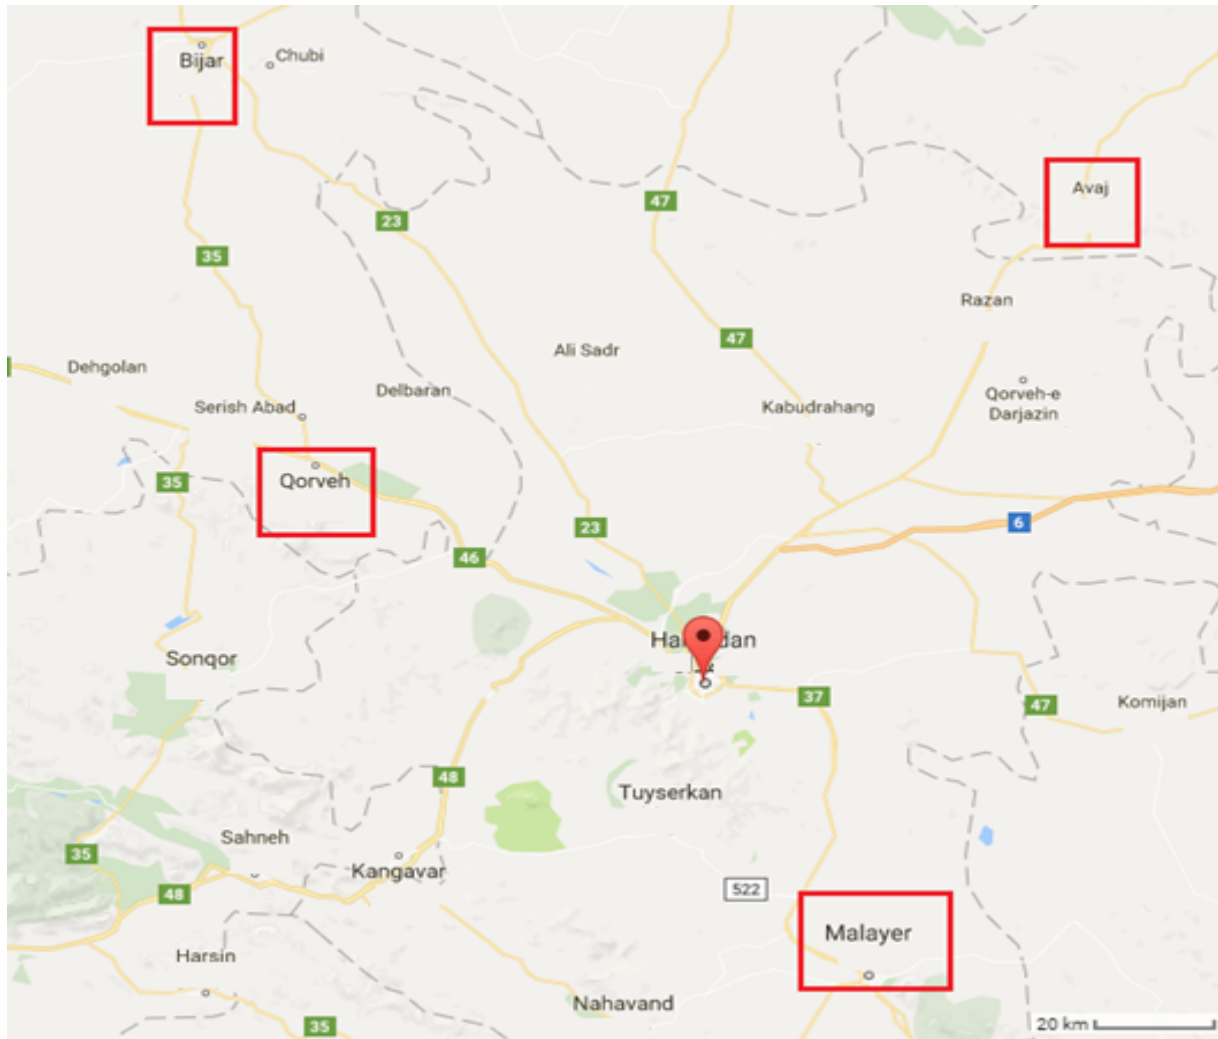 Bijar
Chubi
Avaj
47
23
35
Razan
47
Ali Sadr
Dehgolan
Delbaran
Serish Abad
Kabudrahang
Qorveh-e
Darjazin
35
Qorveh
6
23
46
Sonqor
37
47
Komijan
48
Tuyserkan
Sahneh
35
Kangavar
48
522
Malayer
Harsin
Nahavand
35
20 km